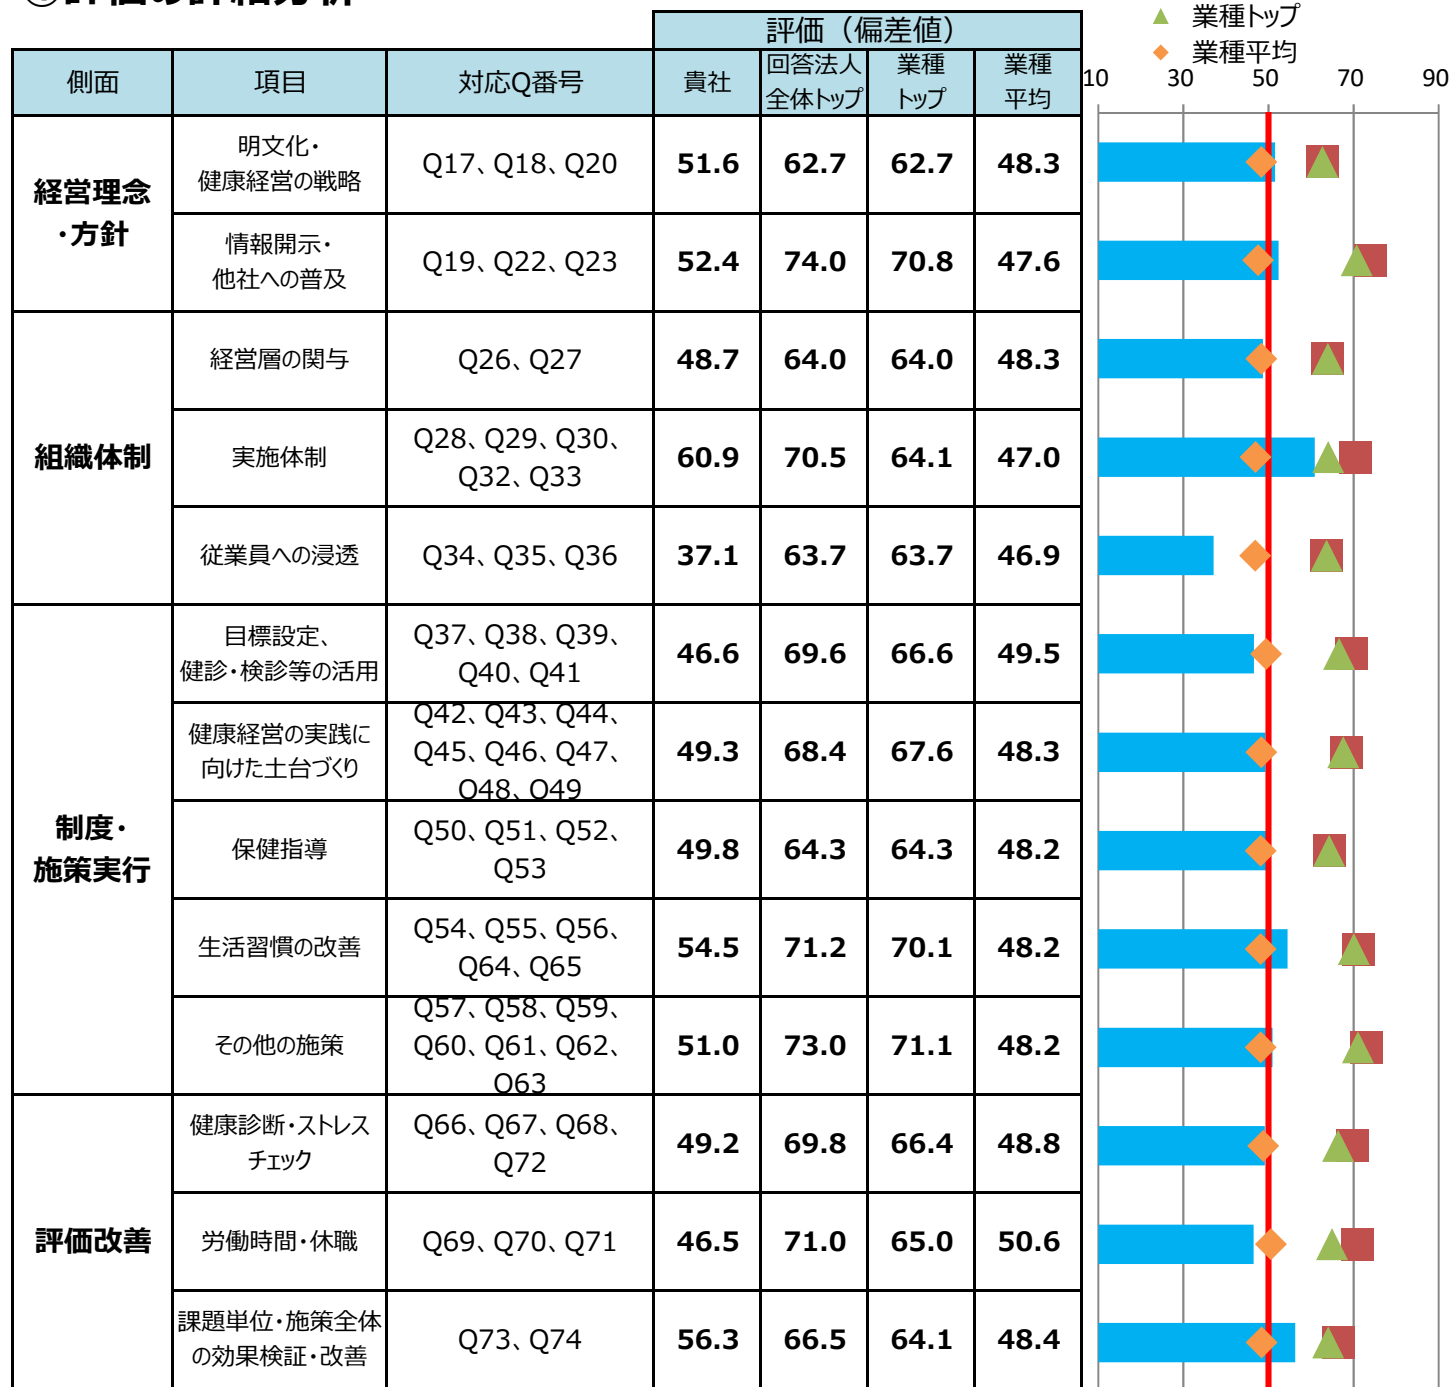 評価（偏差値）
▲ 業種トップ
◆ 業種平均
側面 項目 対応Q番号 貴社 回答法人全体トップ 業種トップ 業種平均
10 30 50 70 90
経営理念
・方針
明文化・
健康経営の戦略
Q17、Q18、Q20
51.6 62.7 62.7 48.3
情報開示・
他社への普及
Q19、Q22、Q23
52.4 74.0 70.8 47.6
組織体制
経営層の関与
Q26、Q27
48.7 64.0 64.0 48.3
実施体制
Q28、Q29、Q30、
Q32、Q33
60.9 70.5 64.1 47.0
従業員への浸透
Q34、Q35、Q36
37.1 63.7 63.7 46.9
制度・
施策実行
目標設定、
健診・検診等の活用
Q37、Q38、Q39、
Q40、Q41
46.6 69.6 66.6 49.5
健康経営の実践に
向けた土台づくり
Q42、Q43、Q44、
Q45、Q46、Q47、
Q48、Q49
49.3 68.4 67.6 48.3
保健指導
Q50、Q51、Q52、
Q53
49.8 64.3 64.3 48.2
生活習慣の改善
Q54、Q55、Q56、
Q64、Q65
54.5 71.2 70.1 48.2
その他の施策
Q57、Q58、Q59、
Q60、Q61、Q62、
Q63
51.0 73.0 71.1 48.2
評価改善
健康診断・ストレス
チェック
Q66、Q67、Q68、
Q72
49.2 69.8 66.4 48.8
労働時間・休職
Q69、Q70、Q71
46.5 71.0 65.0 50.6
課題単位・施策全体
の効果検証・改善
Q73、Q74
56.3 66.5 64.1 48.4